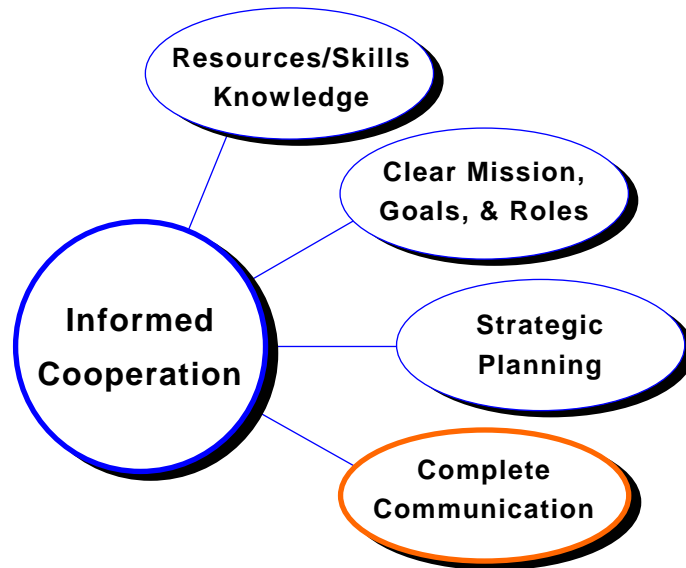 Resources/Skills
Knowledge
Clear Mission,
Goals, & Roles
Informed
Cooperation
Strategic
Planning
Complete
Communication